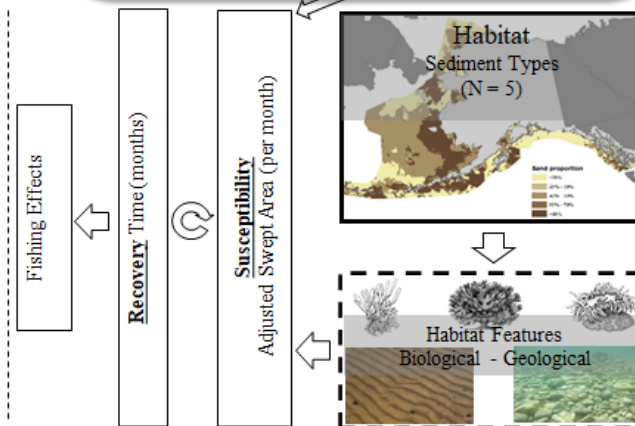 Fishing Effects
Recovery Time (months)
Susceptibility
Adjusted Swept Area (per month)
Habitat
Sediment Types
(N = 5)
Sand proportion
Habitat Features
Biological - Geological